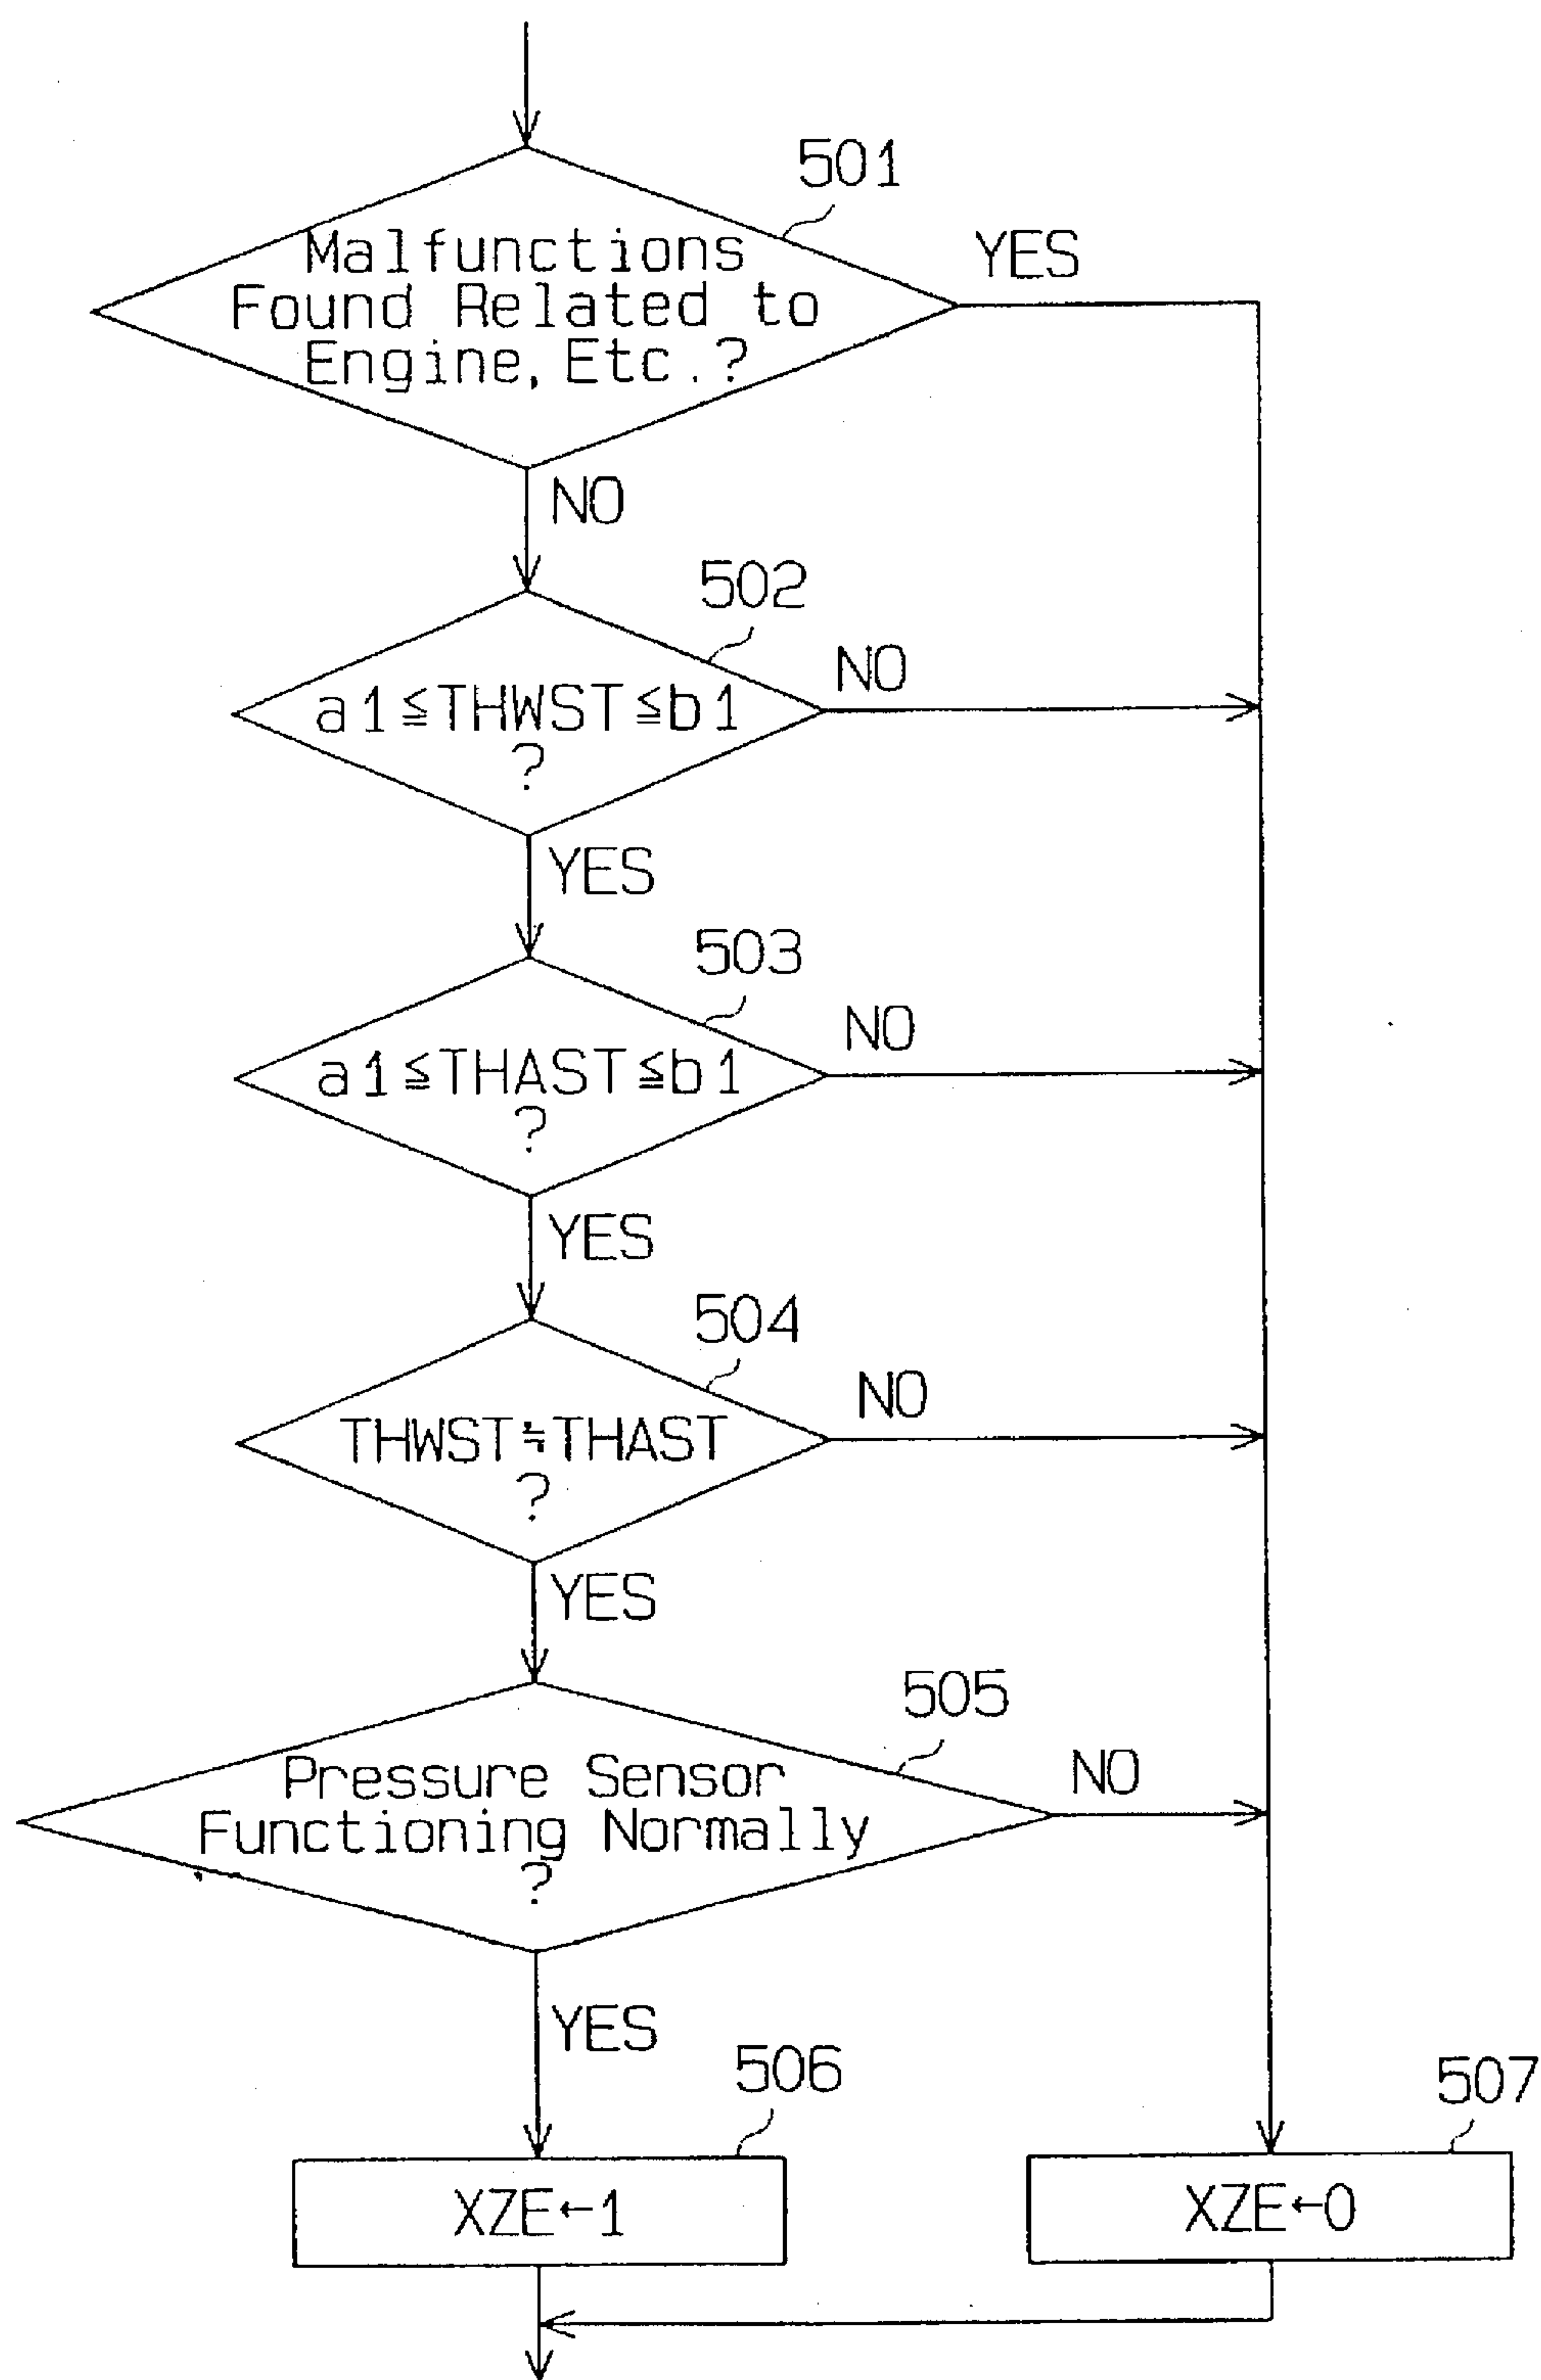 501
Malfunctions
Found Related to
Engine, Etc.?
YES
NO
502
a1≦THWST≦b1
?
NO
YES
503
a1≦THAST≦b1
?
NO
YES
504
THWST≒THAST
?
NO
YES
505
Pressure Sensor
Functioning Normally
?
NO
YES
506
XZE←1
507
XZE←0